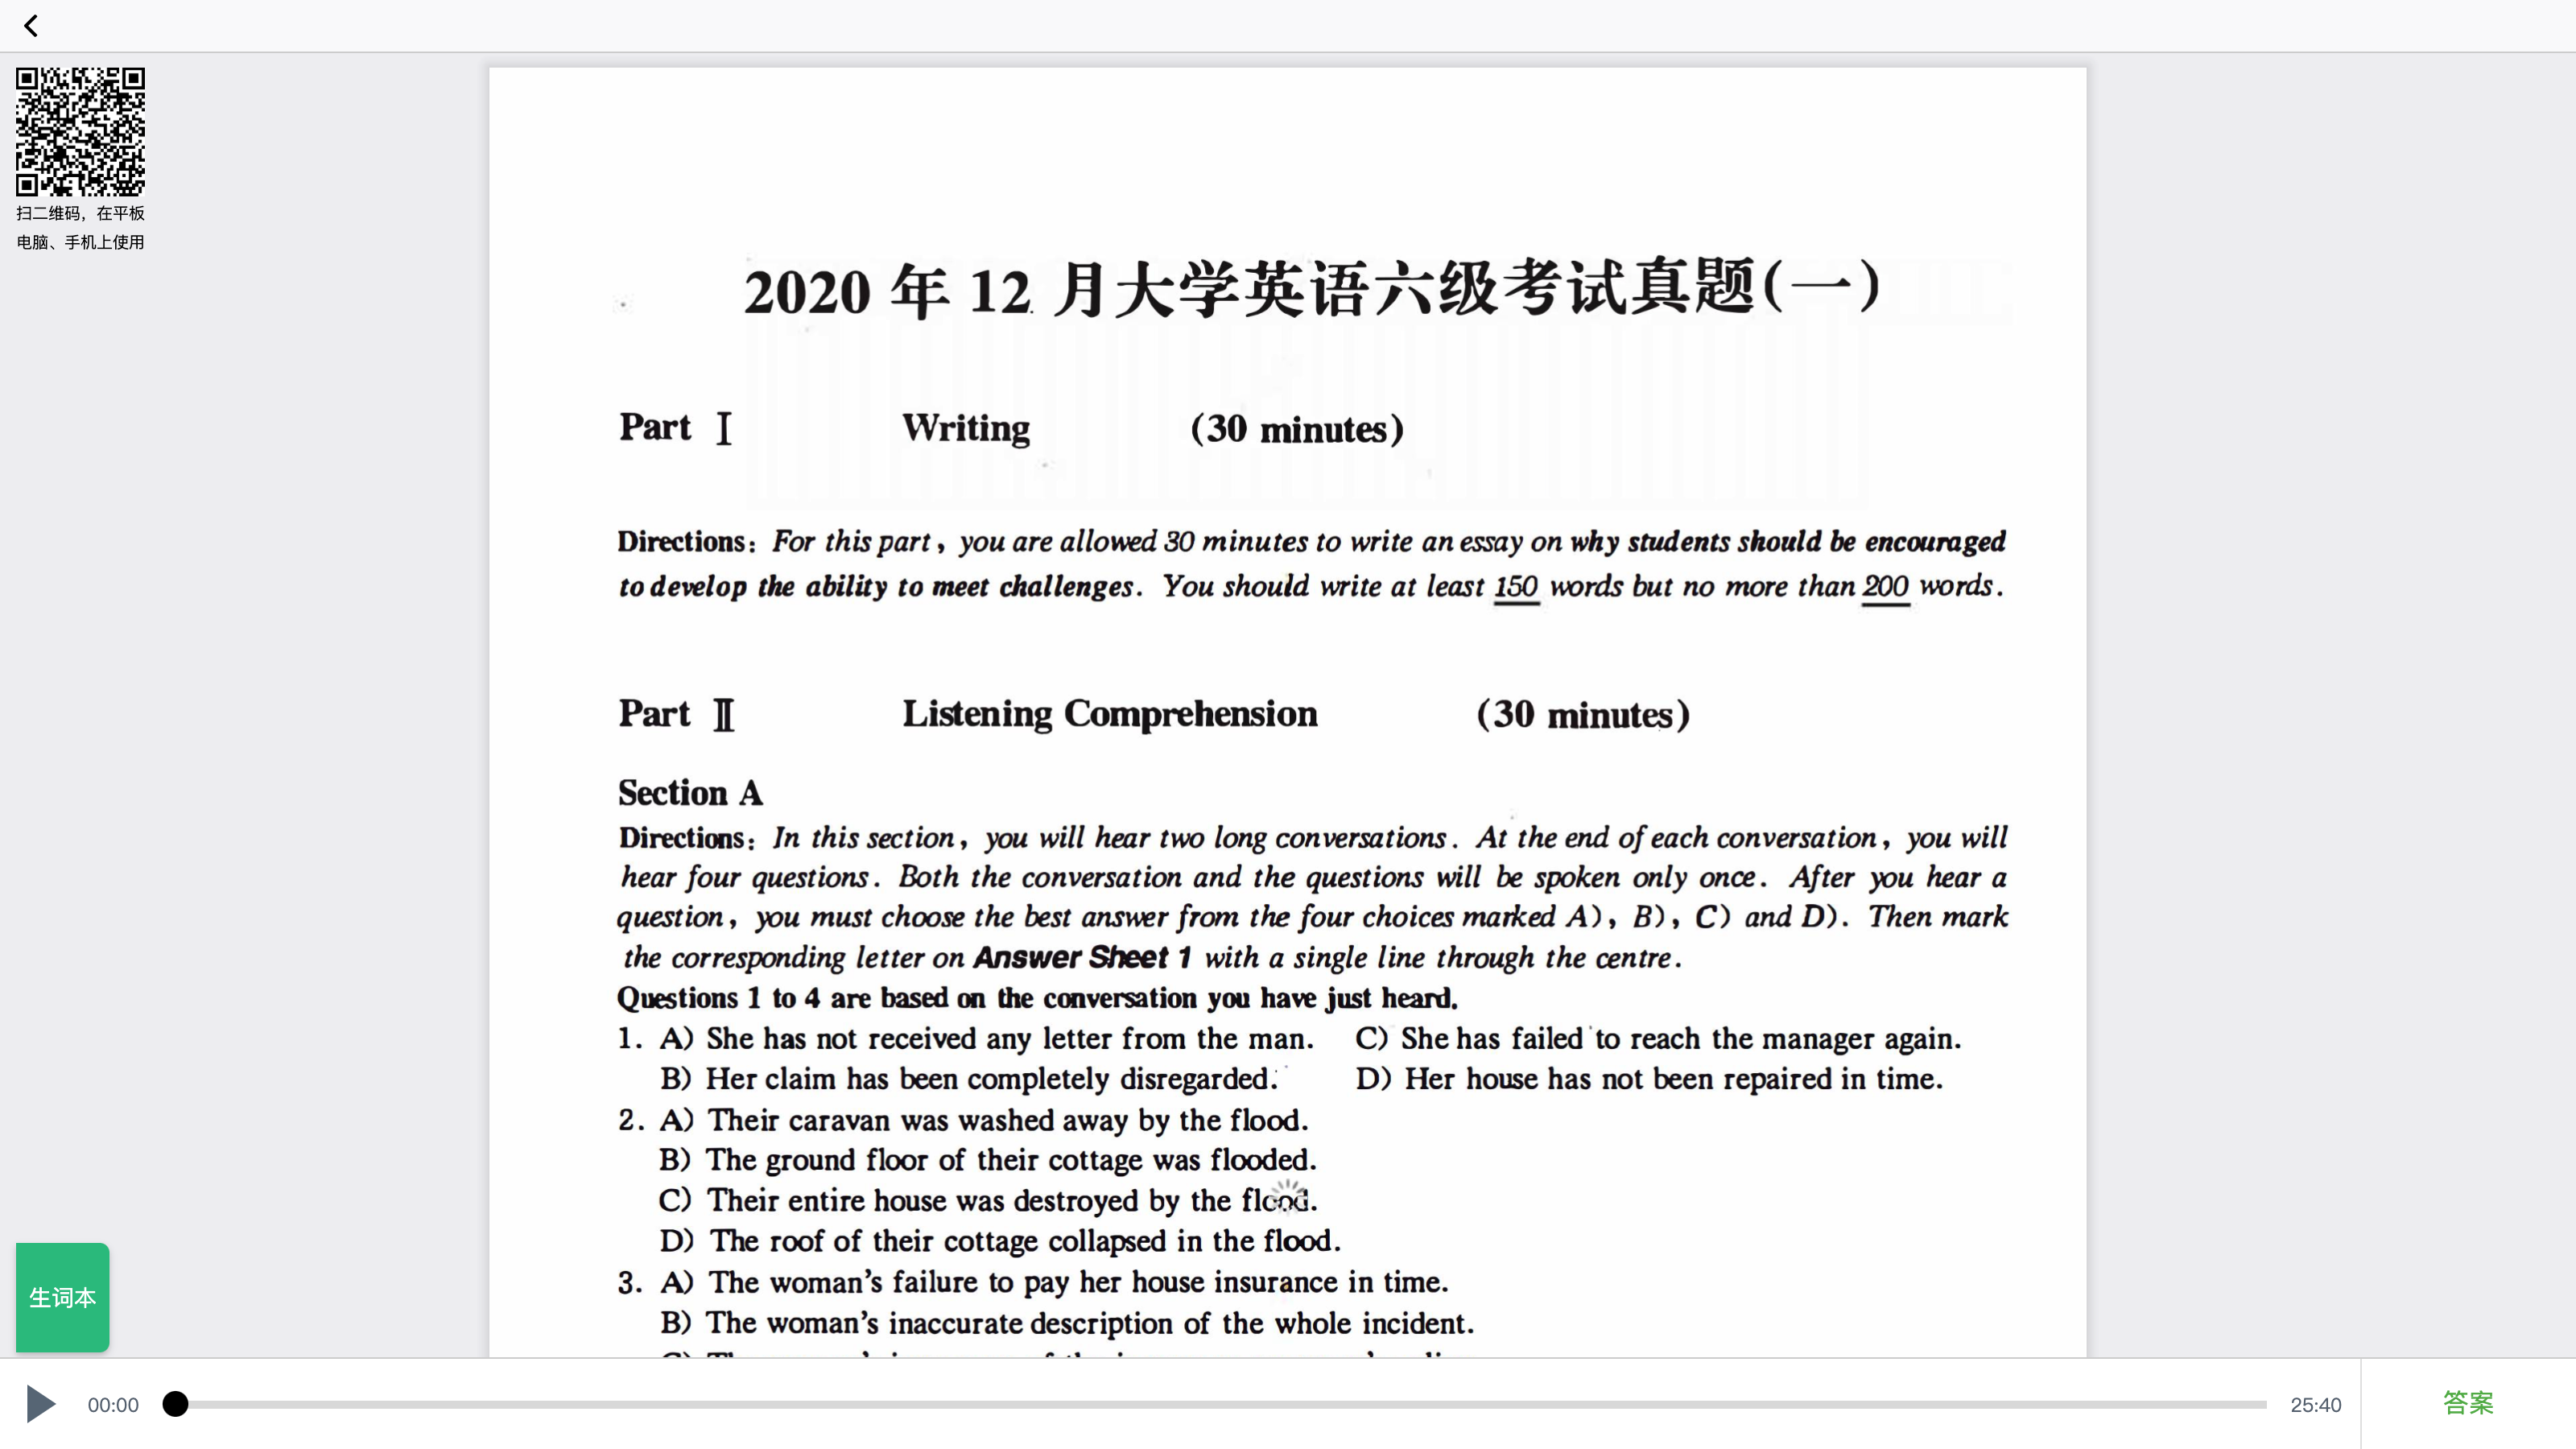 扫二维码，在平板
电脑、手机上使用
2020 年 12 月大学英语六级考试真题(一)
Part Ⅰ Writing (30 minutes)
Directions: For this part, you are allowed 30 minutes to write an essay on why students should be encouraged
to develop the ability to meet challenges. You should write at least 150 words but no more than 200 words.
Part Ⅱ Listening Comprehension (30 minutes)
Section A
Directions: In this section, you will hear two long conversations. At the end of each conversation, you will
hear four questions. Both the conversation and the questions will be spoken only once. After you hear a
question, you must choose the best answer from the four choices marked A), B), C) and D). Then mark
the corresponding letter on Answer Sheet 1 with a single line through the centre.
Questions 1 to 4 are based on the conversation you have just heard.
1. A) She has not received any letter from the man. C) She has failed to reach the manager again.
B) Her claim has been completely disregarded. D) Her house has not been repaired in time.
2. A) Their caravan was washed away by the flood.
B) The ground floor of their cottage was flooded.
C) Their entire house was destroyed by the flood.
D) The roof of their cottage collapsed in the flood.
3. A) The woman's failure to pay her house insurance in time.
B) The woman's inaccurate description of the whole incident.
生词本
00:00
25:40
答案